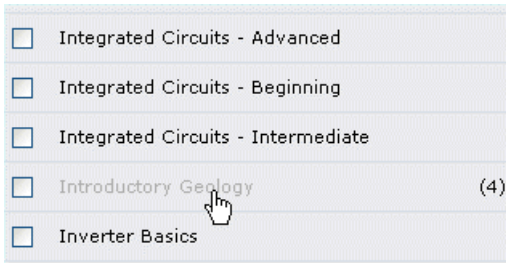 Integrated Circuits - Advanced
Integrated Circuits - Beginning
Integrated Circuits - Intermediate
Introductory Geology (4)
Inverter Basics